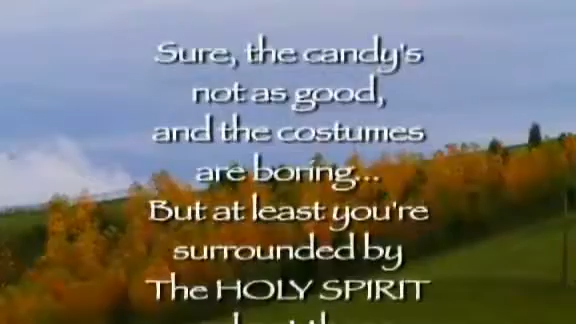 Sure, the candy's
not as good,
and the costumes
are boring...
But at least you're
surrounded by
The HOLY SPIRIT